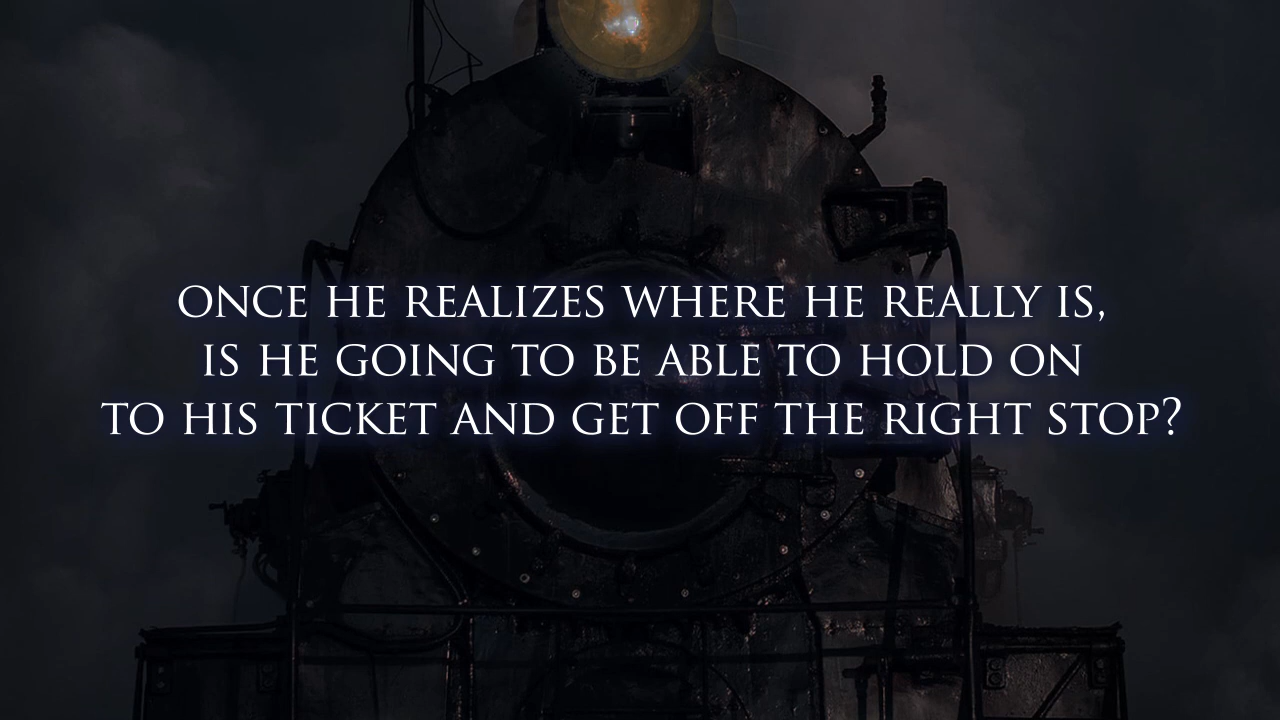 ONCE HE REALIZES WHERE HE REALLY IS,
IS HE GOING TO BE ABLE TO HOLD ON
TO HIS TICKET AND GET OFF THE RIGHT STOP?